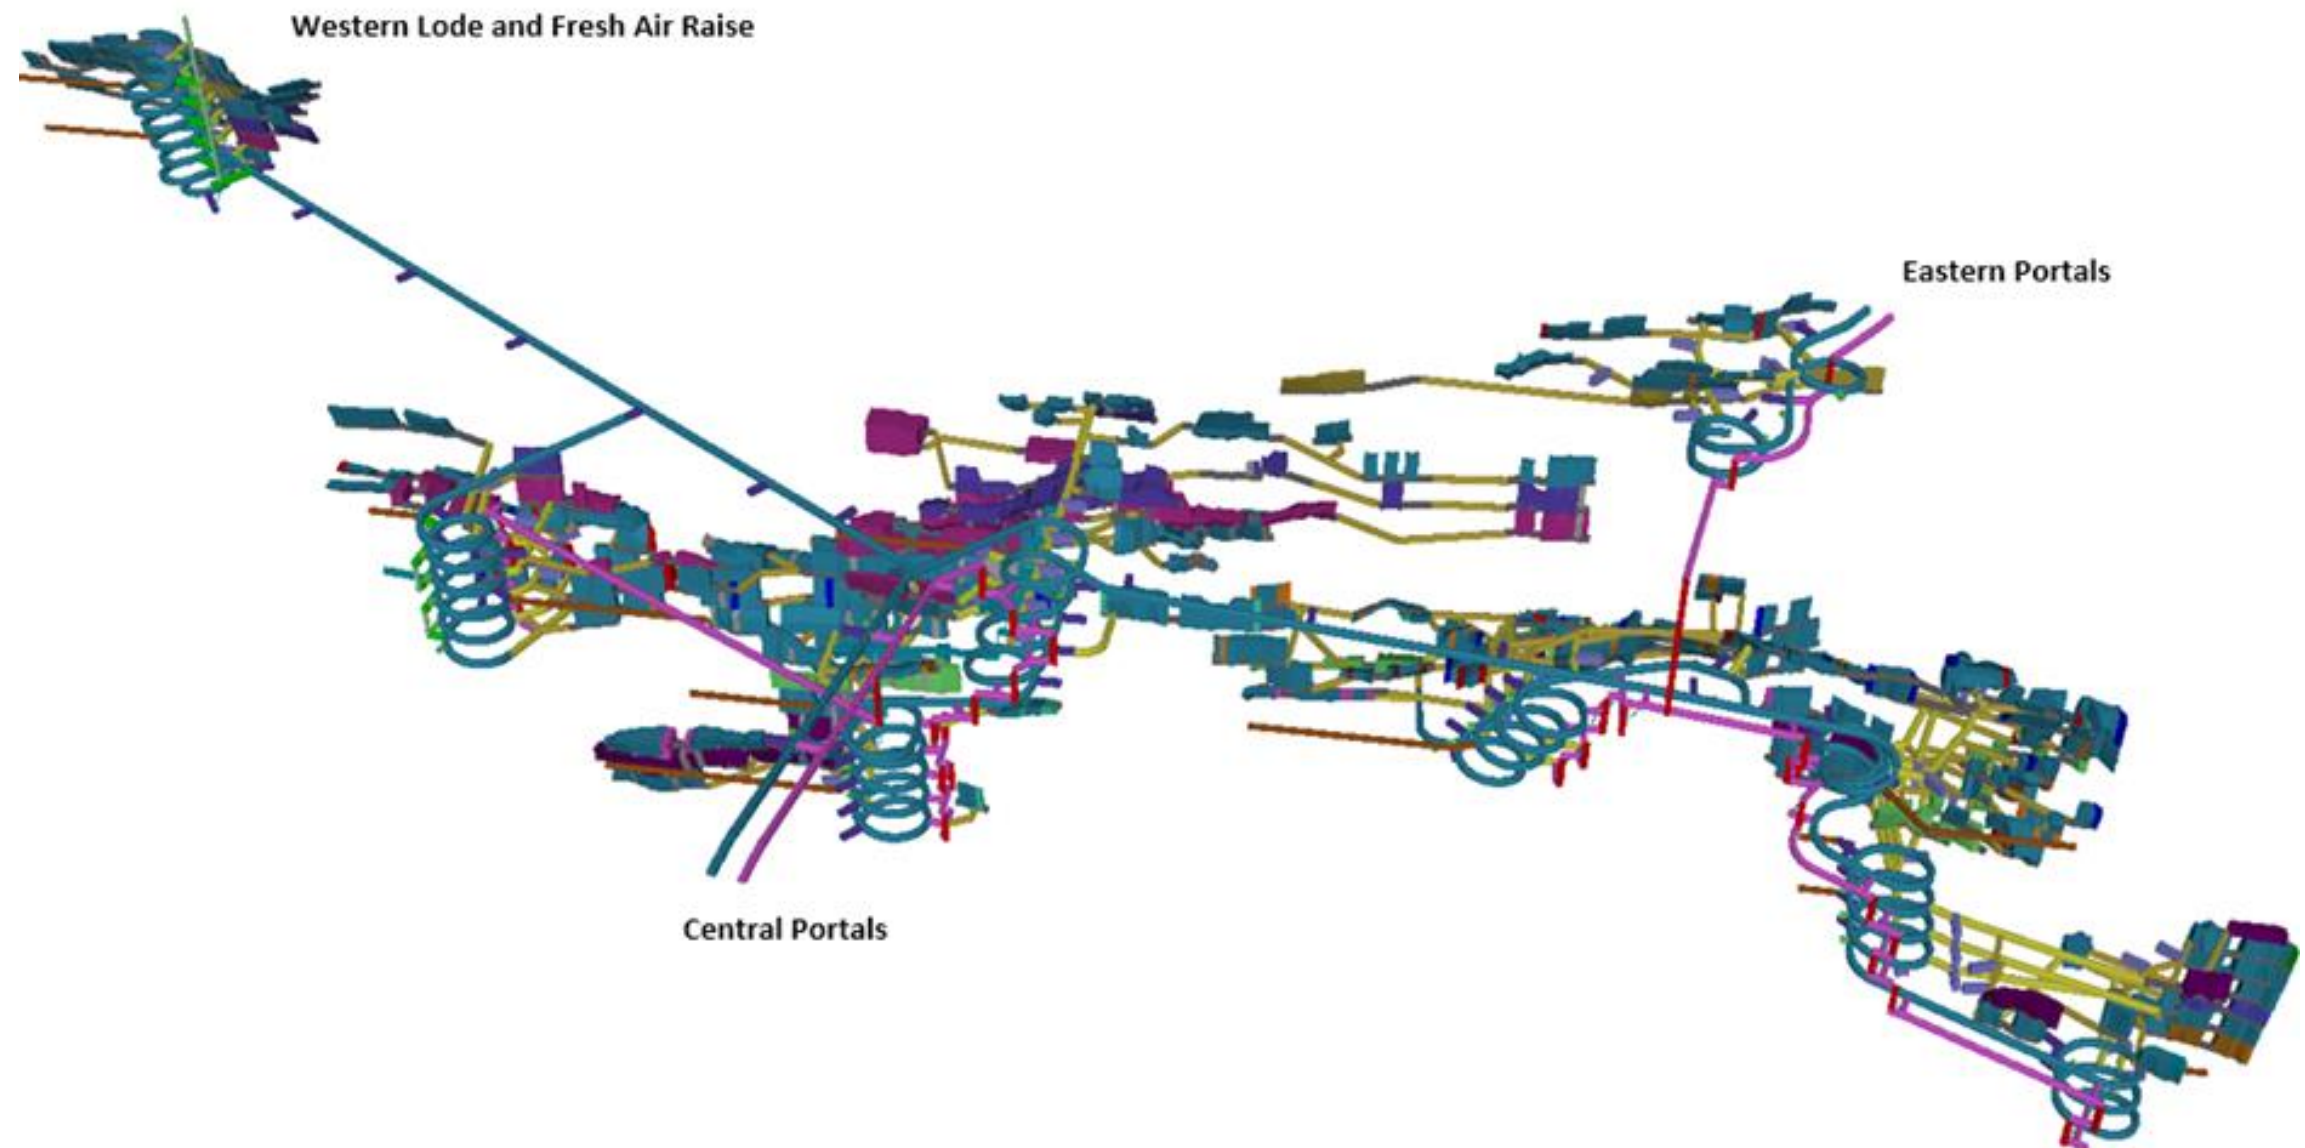 Western Lode and Fresh Air Raise
Eastern Portals
Central Portals